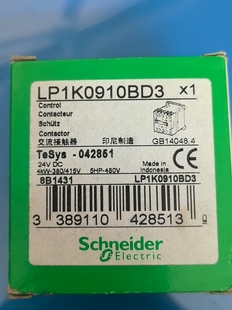 LP1K0910BD3 x1
Control
Contacteur
Schütz
Contactor
交流接触器 印尼制造 GB14048.4
TeSys - 042851 Made in
24V DC Indonesia
4kW-380/415V 5HP-480V
8B1431 LP1K0910BD3
3 389110 428513
Schneider
Electric